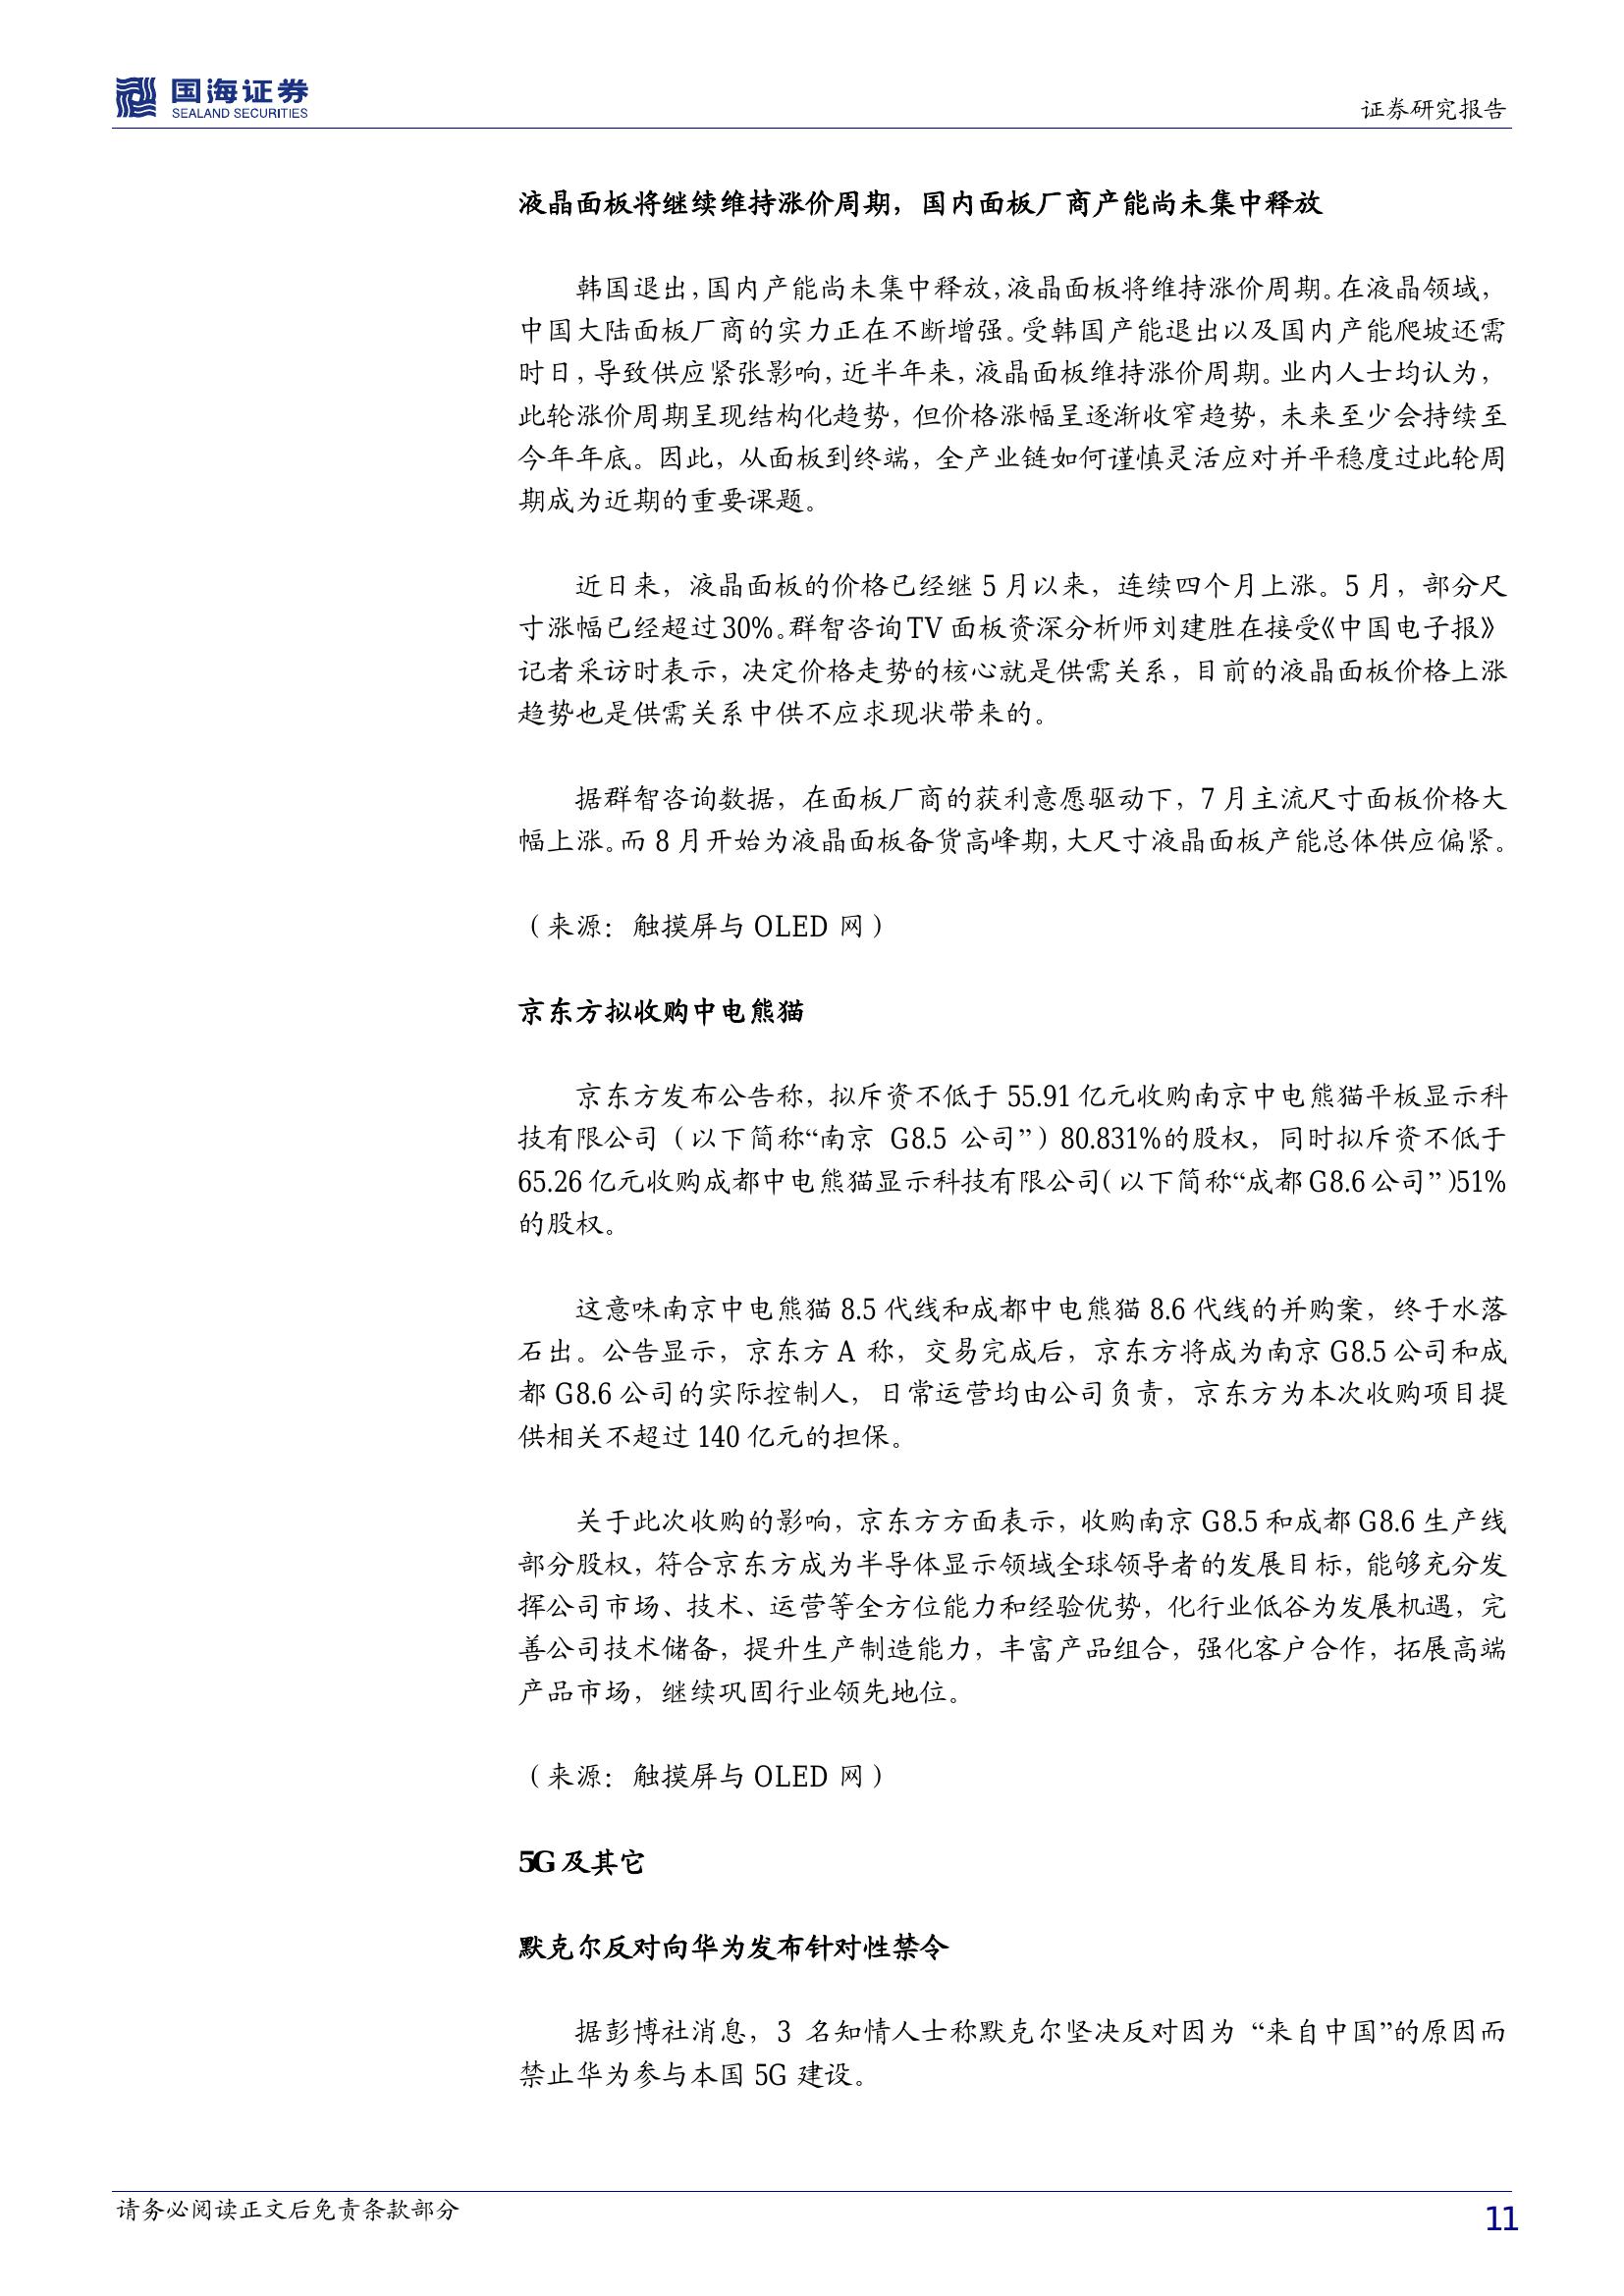 国海证券
SEALAND SECURITIES
证券研究报告
液晶面板将继续维持涨价周期，国内面板厂商产能尚未集中释放
韩国退出，国内产能尚未集中释放，液晶面板将维持涨价周期。在液晶领域，
中国大陆面板厂商的实力正在不断增强。受韩国产能退出以及国内产能爬坡还需
时日，导致供应紧张影响，近半年来，液晶面板维持涨价周期。业内人士均认为，
此轮涨价周期呈现结构化趋势，但价格涨幅呈逐渐收窄趋势，未来至少会持续至
今年年底。因此，从面板到终端，全产业链如何谨慎灵活应对并平稳度过此轮周
期成为近期的重要课题。
近日来，液晶面板的价格已经继 5 月以来，连续四个月上涨。5 月，部分尺
寸涨幅已经超过 30%。群智咨询 TV 面板资深分析师刘建胜在接受《中国电子报》
记者采访时表示，决定价格走势的核心就是供需关系，目前的液晶面板价格上涨
趋势也是供需关系中供不应求现状带来的。
据群智咨询数据，在面板厂商的获利意愿驱动下，7 月主流尺寸面板价格大
幅上涨。而 8 月开始为液晶面板备货高峰期，大尺寸液晶面板产能总体供应偏紧。
（来源：触摸屏与 OLED 网）
京东方拟收购中电熊猫
京东方发布公告称，拟斥资不低于 55.91 亿元收购南京中电熊猫平板显示科
技有限公司（以下简称“南京 G8.5 公司”）80.831%的股权，同时拟斥资不低于
65.26 亿元收购成都中电熊猫显示科技有限公司（以下简称“成都 G8.6 公司”）51%
的股权。
这意味南京中电熊猫 8.5 代线和成都中电熊猫 8.6 代线的并购案，终于水落
石出。公告显示，京东方 A 称，交易完成后，京东方将成为南京 G8.5 公司和成
都 G8.6 公司的实际控制人，日常运营均由公司负责，京东方为本次收购项目提
供相关不超过 140 亿元的担保。
关于此次收购的影响，京东方方面表示，收购南京 G8.5 和成都 G8.6 生产线
部分股权，符合京东方成为半导体显示领域全球领导者的发展目标，能够充分发
挥公司市场、技术、运营等全方位能力和经验优势，化行业低谷为发展机遇，完
善公司技术储备，提升生产制造能力，丰富产品组合，强化客户合作，拓展高端
产品市场，继续巩固行业领先地位。
（来源：触摸屏与 OLED 网）
5G 及其它
默克尔反对向华为发布针对性禁令
据彭博社消息，3 名知情人士称默克尔坚决反对因为 “来自中国”的原因而
禁止华为参与本国 5G 建设。
请务必阅读正文后免责条款部分
11